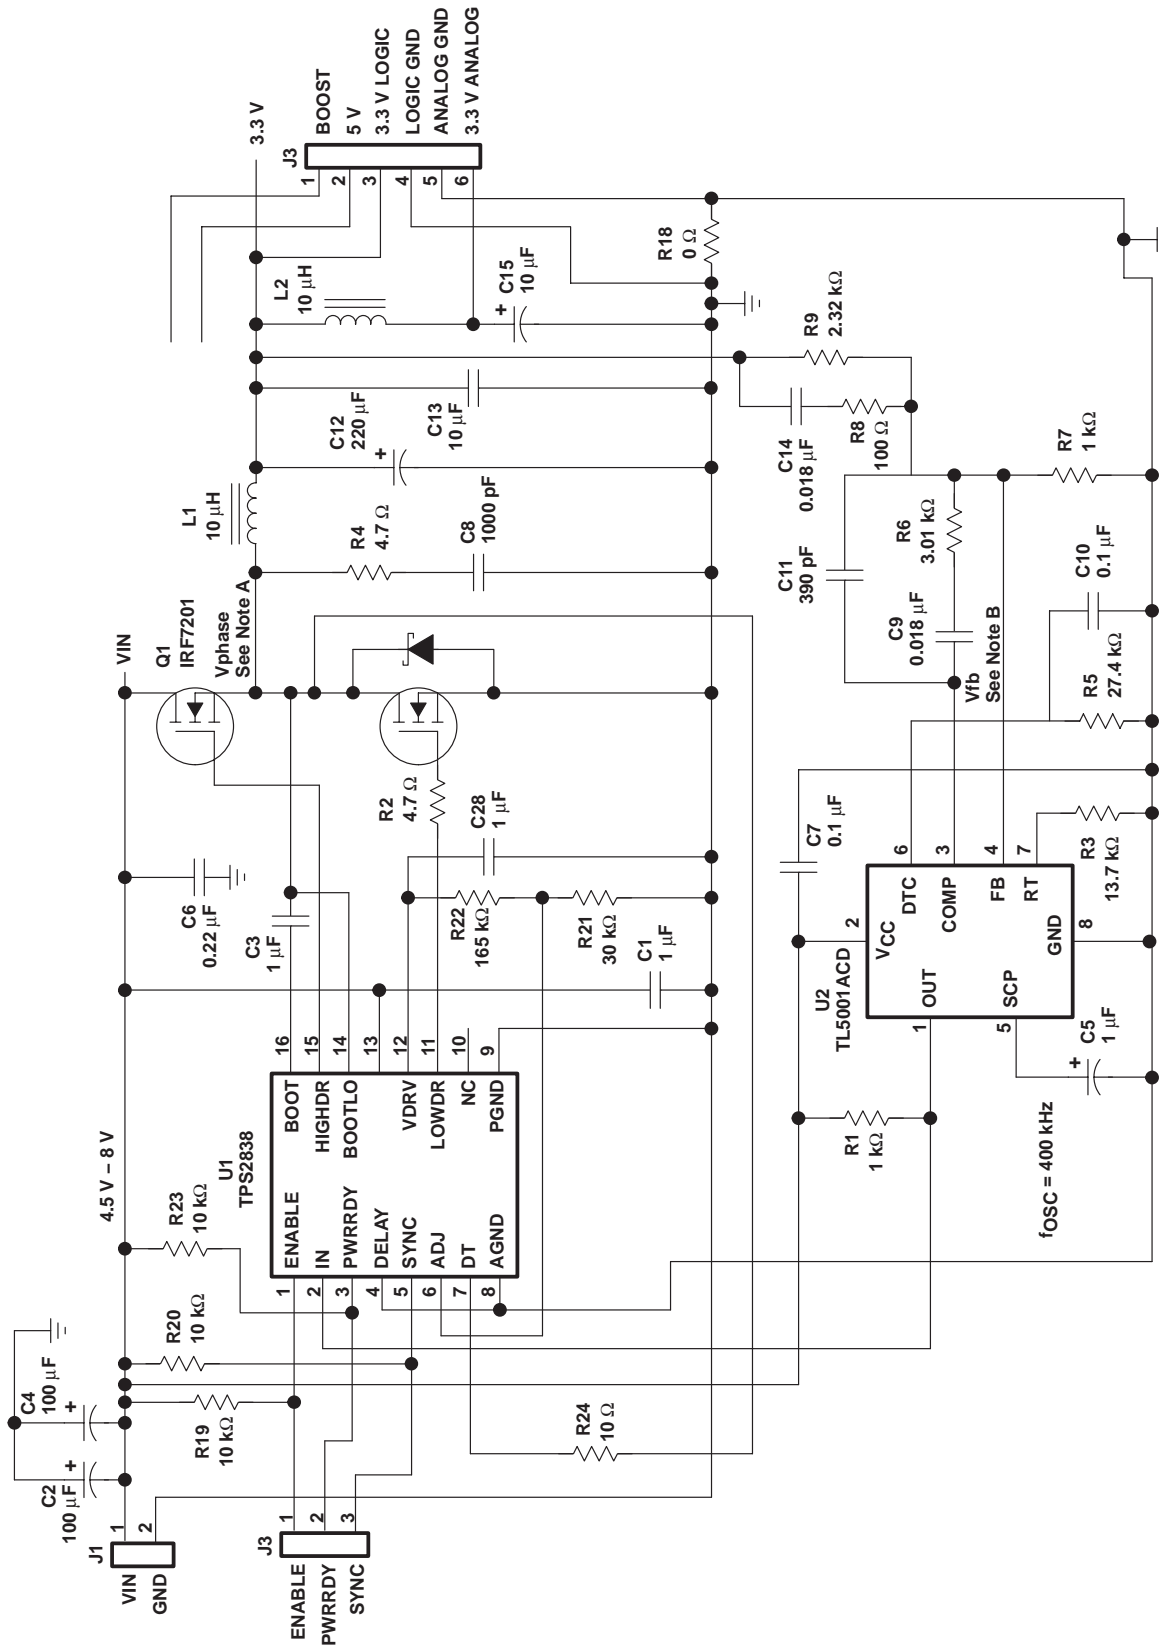 J1
VIN
GND
1
2
C2
100 µF
+
C4
100 µF
+
R19
10 kΩ
R20
10 kΩ
R23
10 kΩ
4.5 V – 8 V
C6
0.22 µF
VIN
Q1
IRF7201
Vphase
See Note A
L1
10 µH
3.3 V
J3
BOOST
5 V
3.3 V LOGIC
LOGIC GND
ANALOG GND
3.3 V ANALOG
1
2
3
4
5
6
J3
ENABLE
PWRRDY
SYNC
1
2
3
U1
TPS2838
1
2
3
4
5
6
7
8
ENABLE
IN
PWRRDY
DELAY
SYNC
ADJ
DT
AGND
BOOT
HIGHDR
BOOTLO
VDRV
LOWDR
NC
PGND
16
15
14
13
12
11
10
9
C3
1 µF
R2
4.7 Ω
C28
1 µF
R22
165 kΩ
R21
30 kΩ
C1
1 µF
R4
4.7 Ω
C8
1000 pF
C12
220 µF
+
C13
10 µF
L2
10 µH
C15
10 µF
+
R18
0 Ω
R24
10 Ω
R1
1 kΩ
fOSC = 400 kHz
C5
1 µF
+
U2
TL5001ACD
2
VCC
1
OUT
5
SCP
GND
8
DTC
COMP
FB
RT
6
3
4
7
C7
0.1 µF
R3
13.7 kΩ
R5
27.4 kΩ
C10
0.1 µF
Vfb
See Note B
C9
0.018 µF
R6
3.01 kΩ
C11
390 pF
C14
0.018 µF
R8
100 Ω
R9
2.32 kΩ
R7
1 kΩ